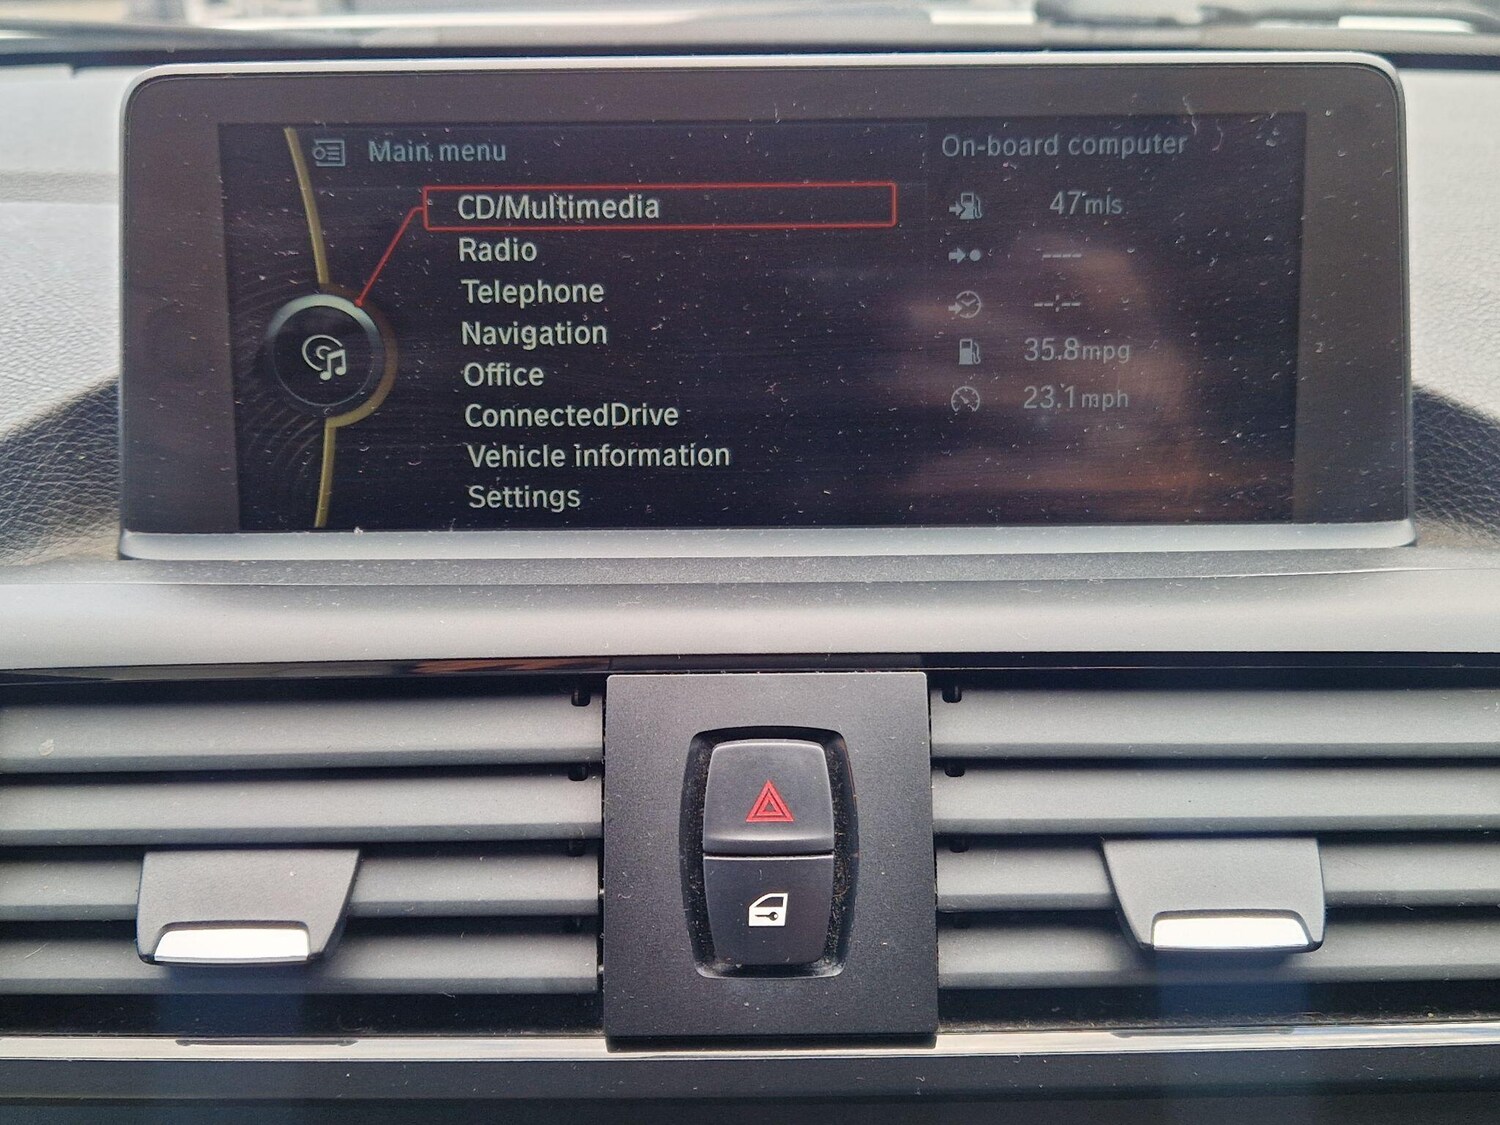 Main menu
CD/Multimedia
Radio
Telephone
Navigation
Office
ConnectedDrive
Vehicle information
Settings
On-board computer
47mls
----
--:--
35.8mpg
23.1mph